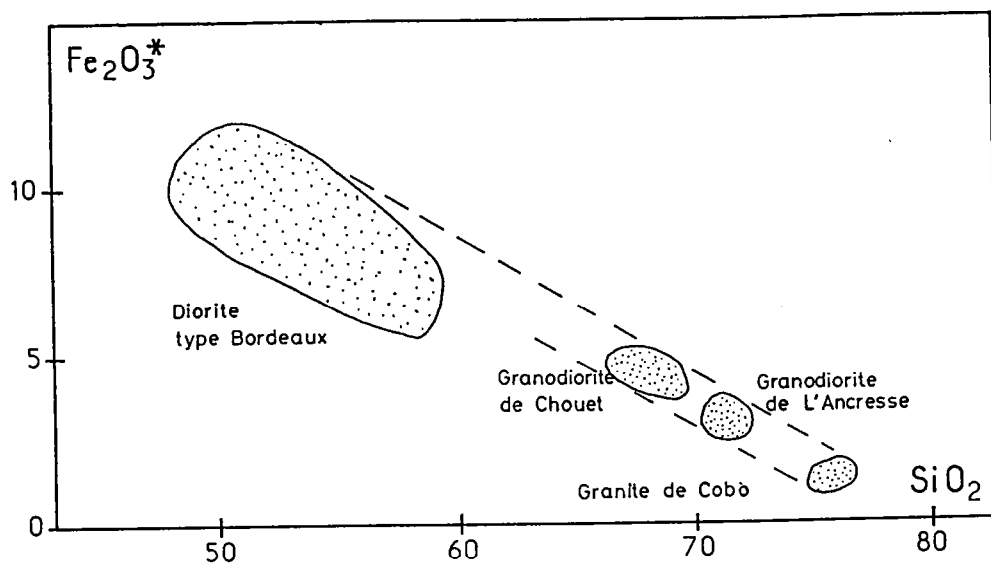 Fe2O3*
10
Diorite
type Bordeaux
5
Granodiorite
de Chouet
Granodiorite
de L'Ancresse
Granite de Cobò
SiO2
0
50
60
70
80